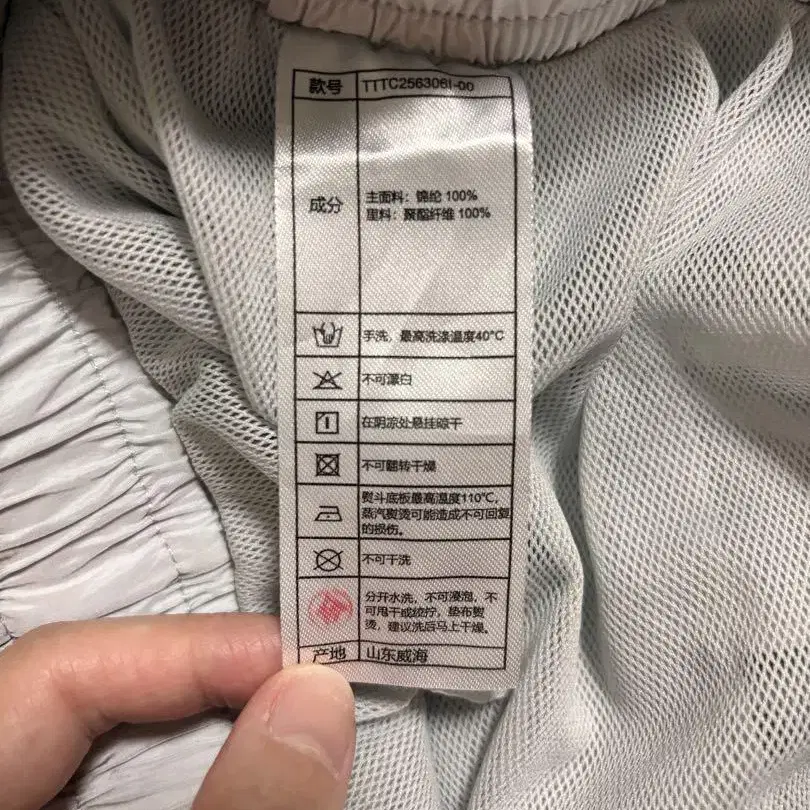 款号 TTTC256306I-00
成分 主面料：锦纶 100%
里料：聚酯纤维 100%
手洗，最高洗涤温度40℃
不可漂白
在阴凉处悬挂晾干
不可翻转干燥
熨斗底板最高温度110℃，
蒸汽熨烫可能造成不可回复
的损伤。
不可干洗
分开水洗，不可浸泡，不
可甩干或绞拧，垫布熨
烫，建议洗后马上干燥。
产地 山东威海